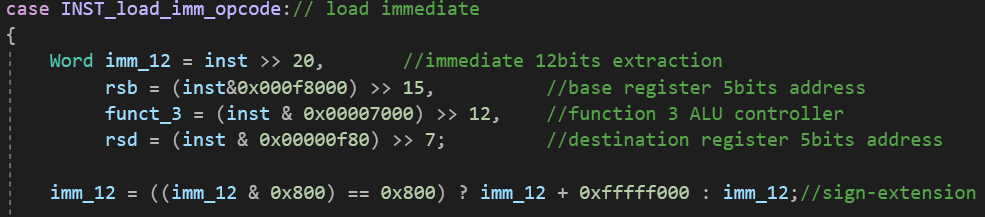 case INST_load_imm_opcode:// load immediate
{
Word imm_12 = inst >> 20, //immediate 12bits extraction
rsb = (inst&0x000f8000) >> 15, //base register 5bits address
funct_3 = (inst & 0x00007000) >> 12, //function 3 ALU controller
rsd = (inst & 0x00000f80) >> 7; //destination register 5bits address
imm_12 = ((imm_12 & 0x800) == 0x800) ? imm_12 + 0xfffff000 : imm_12;//sign-extension